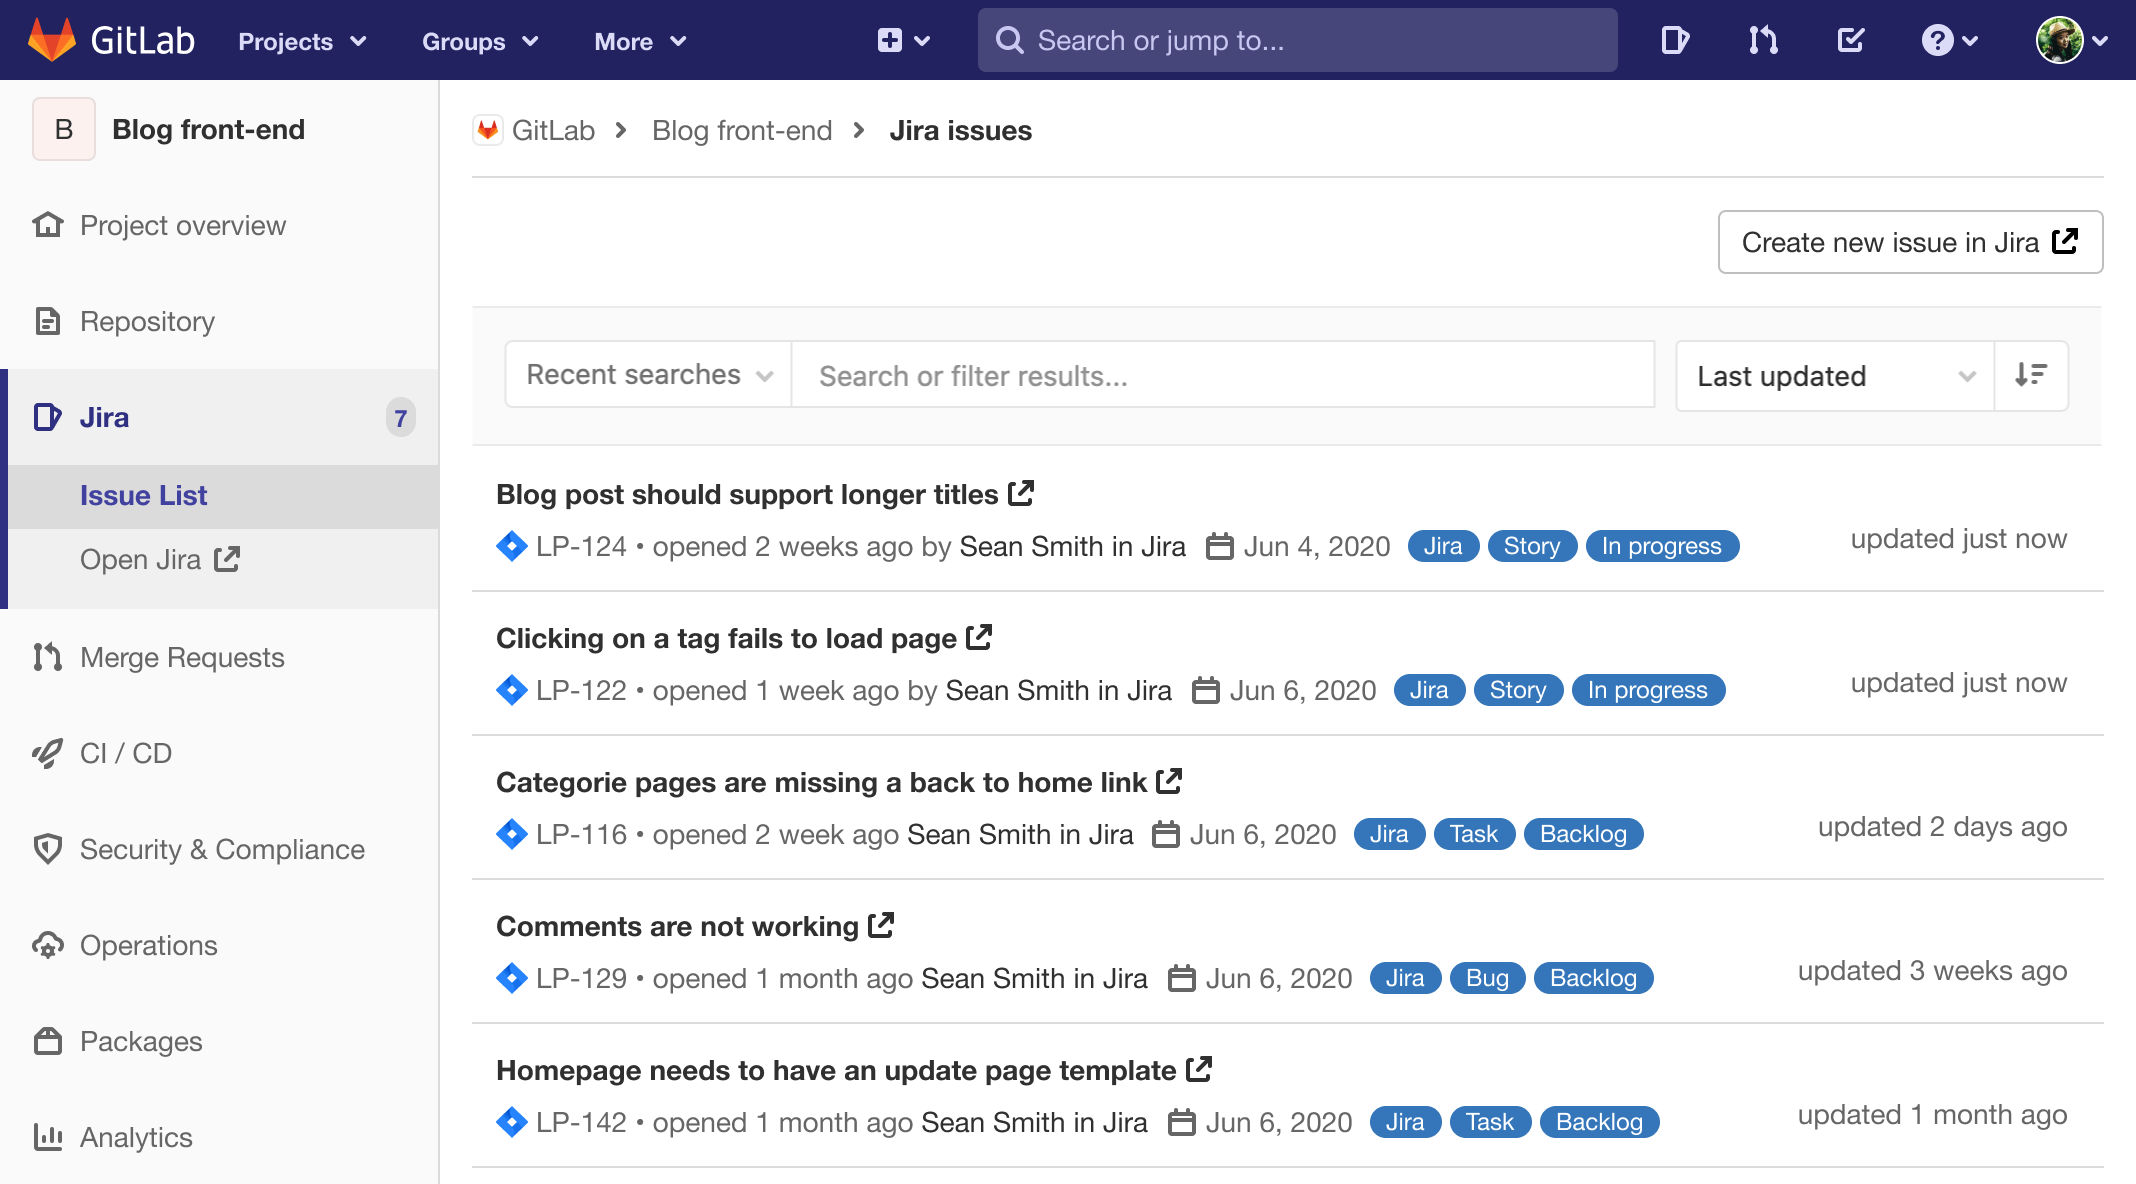 GitLab Projects Groups More Search or jump to...
B Blog front-end
Project overview
Repository
Jira 7
Issue List
Open Jira
Merge Requests
CI / CD
Security & Compliance
Operations
Packages
Analytics
GitLab > Blog front-end > Jira issues
Create new issue in Jira
Recent searches Search or filter results... Last updated
Blog post should support longer titles
LP-124 • opened 2 weeks ago by Sean Smith in Jira Jun 4, 2020 Jira Story In progress updated just now
Clicking on a tag fails to load page
LP-122 • opened 1 week ago by Sean Smith in Jira Jun 6, 2020 Jira Story In progress updated just now
Categorie pages are missing a back to home link
LP-116 • opened 2 week ago Sean Smith in Jira Jun 6, 2020 Jira Task Backlog updated 2 days ago
Comments are not working
LP-129 • opened 1 month ago Sean Smith in Jira Jun 6, 2020 Jira Bug Backlog updated 3 weeks ago
Homepage needs to have an update page template
LP-142 • opened 1 month ago Sean Smith in Jira Jun 6, 2020 Jira Task Backlog updated 1 month ago